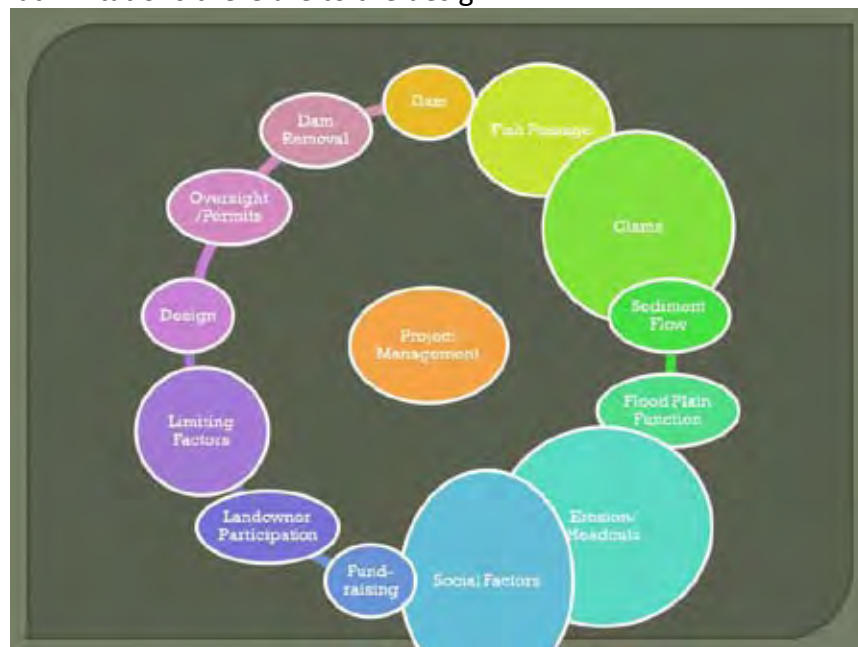 Dam
Fish Passage
Clams
Sediment
Flow
Flood Plain
Function
Erosion/
Headcuts
Social Factors
Fund-
raising
Landowner
Participation
Limiting
Factors
Design
Oversight
/Permits
Dam
Removal
Project
Management